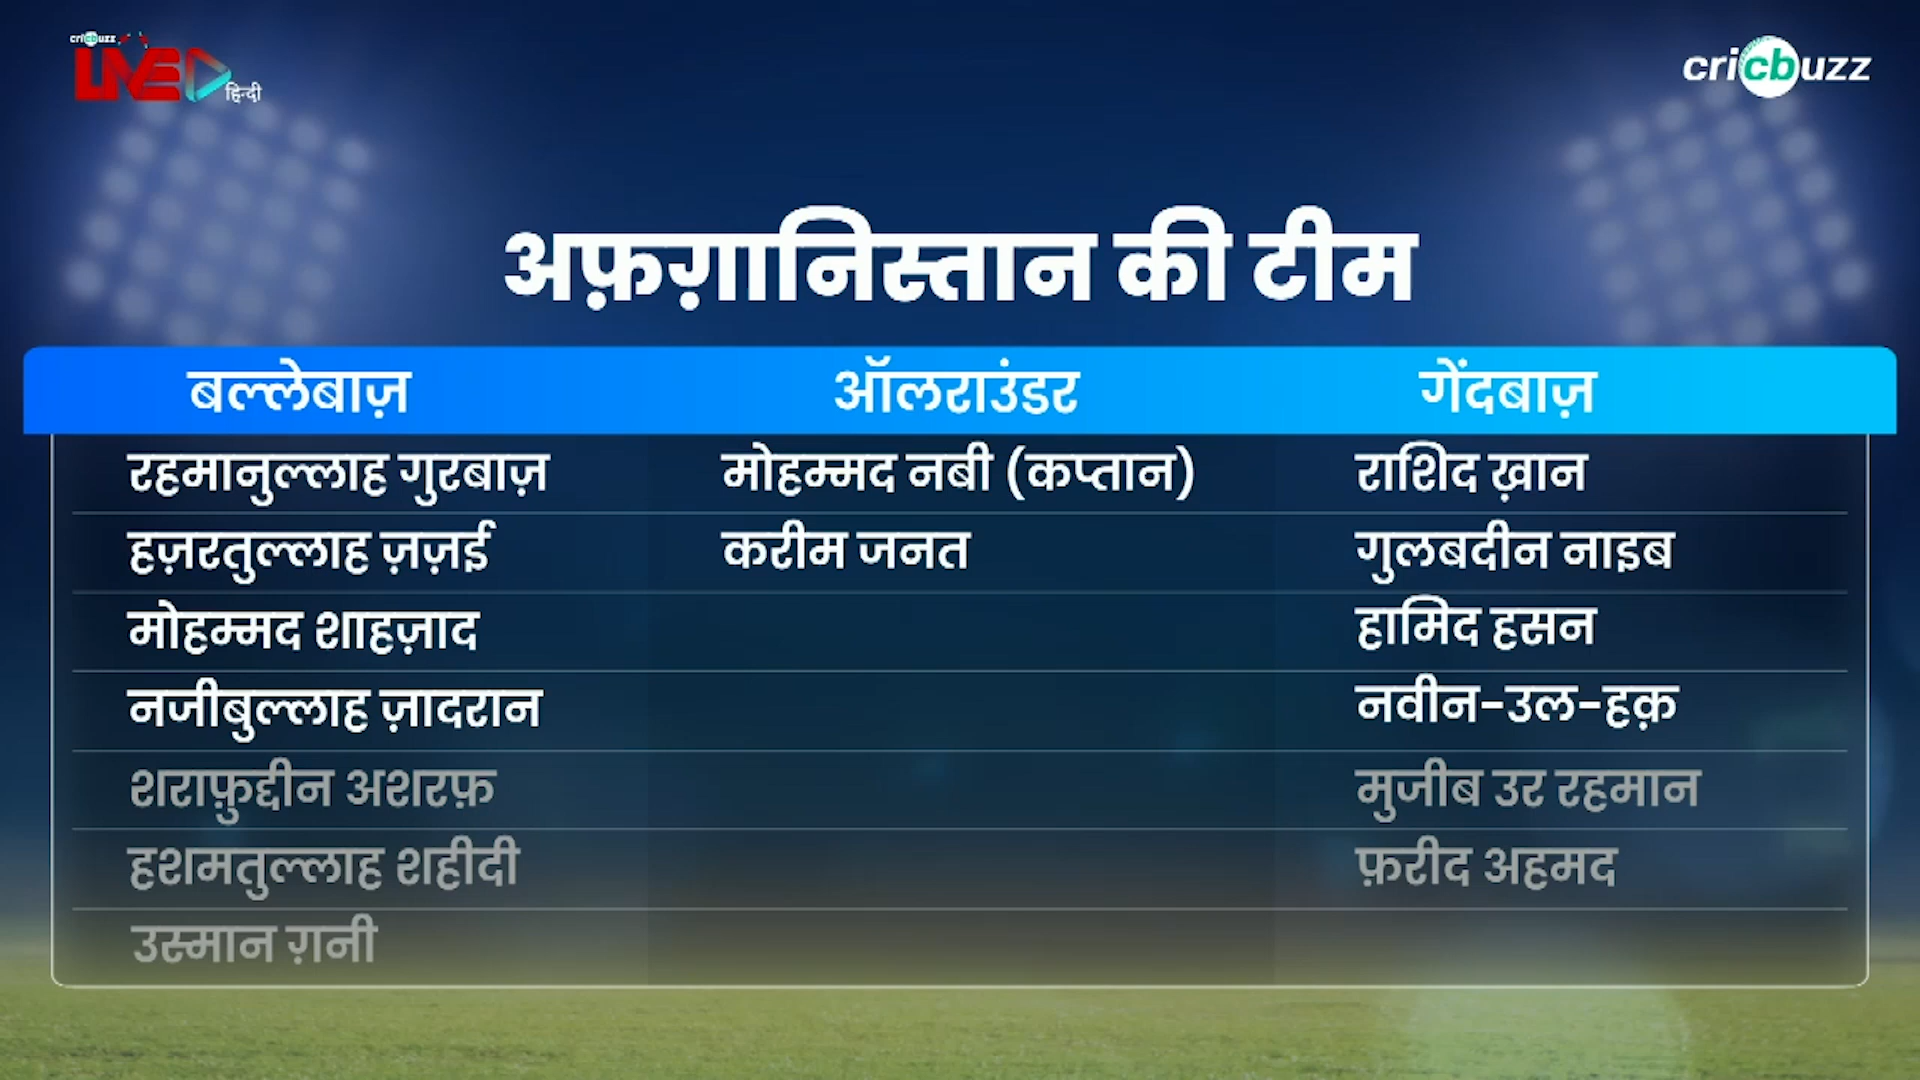 cricbuzz
LIVE हिन्दी
cricbuzz
अफ़ग़ानिस्तान की टीम
बल्लेबाज़ ऑलराउंडर गेंदबाज़
रहमानुल्लाह गुरबाज़ मोहम्मद नबी (कप्तान) राशिद ख़ान
हज़रतुल्लाह ज़ज़ई करीम जनत गुलबदीन नाइब
मोहम्मद शाहज़ाद हामिद हसन
नजीबुल्लाह ज़ादरान नवीन-उल-हक़
शराफ़ुद्दीन अशरफ़ मुजीब उर रहमान
हशमतुल्लाह शहीदी फ़रीद अहमद
उस्मान ग़नी